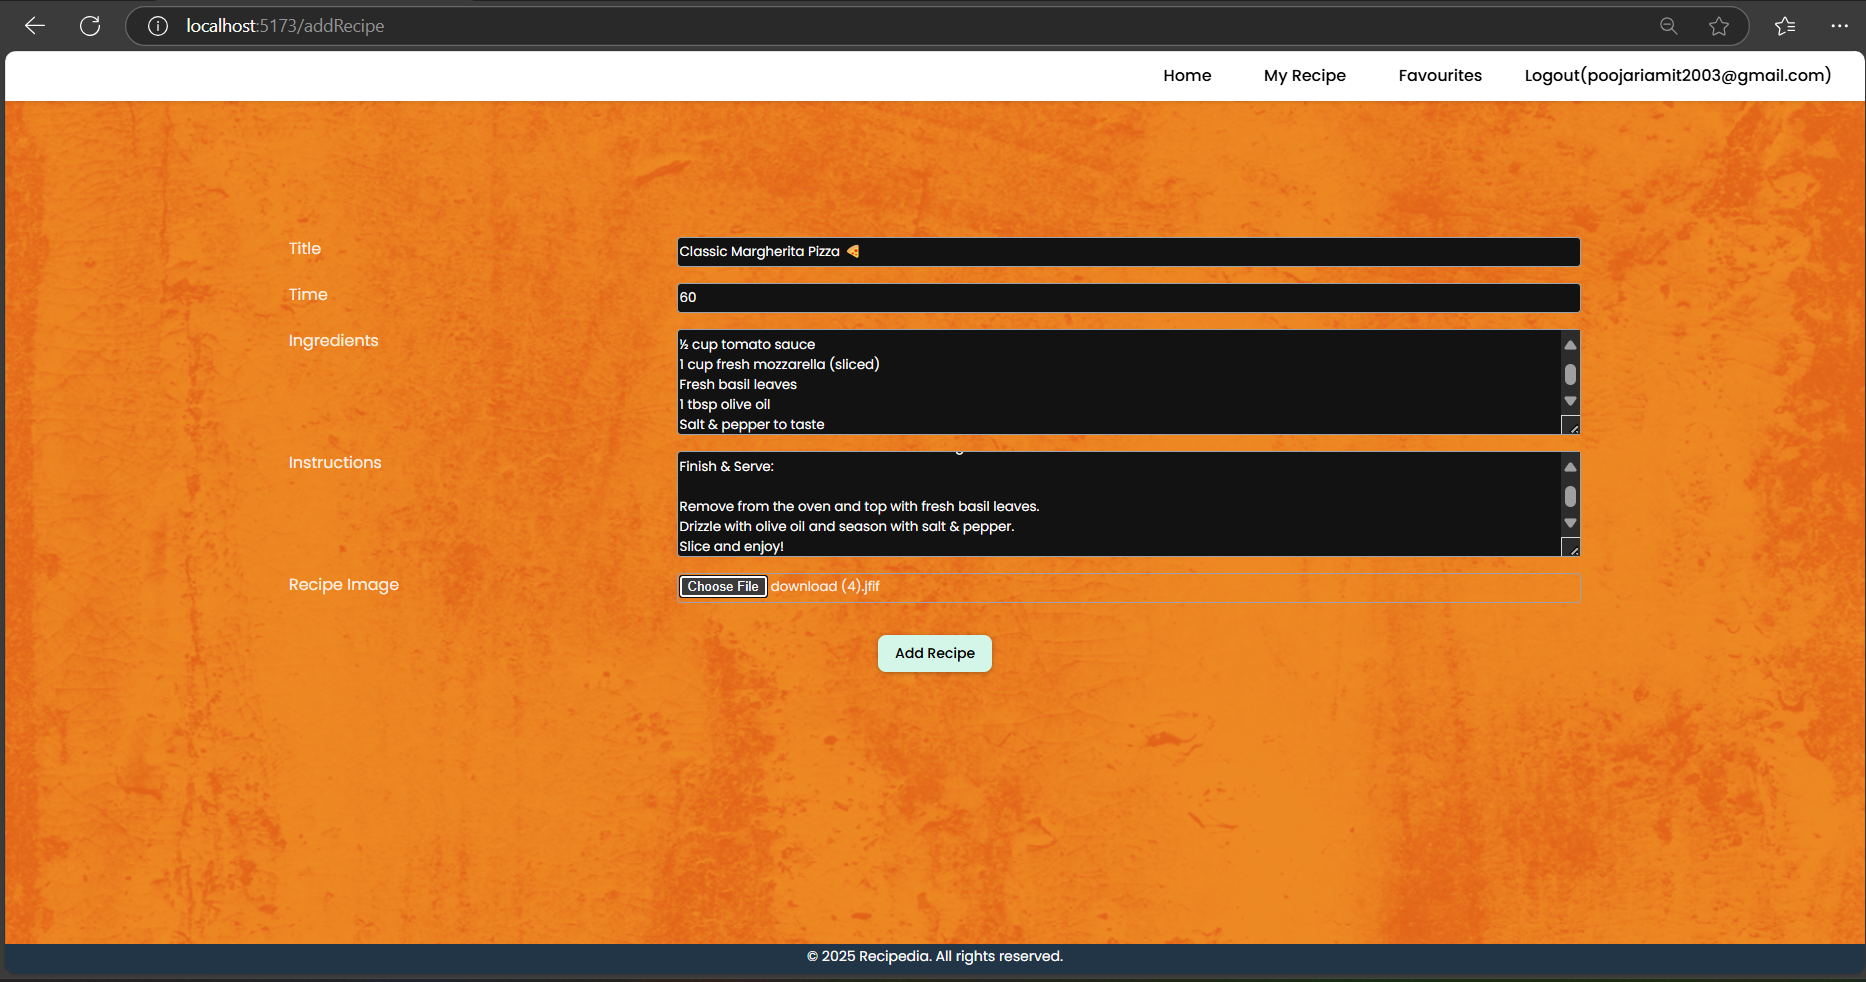 localhost:5173/addRecipe
Home My Recipe Favourites Logout(poojariamit2003@gmail.com)
Title
Classic Margherita Pizza 🍕
Time
60
Ingredients
½ cup tomato sauce
1 cup fresh mozzarella (sliced)
Fresh basil leaves
1 tbsp olive oil
Salt & pepper to taste
Instructions
Finish & Serve:
Remove from the oven and top with fresh basil leaves.
Drizzle with olive oil and season with salt & pepper.
Slice and enjoy!
Recipe Image
Choose File download (4).jfif
Add Recipe
© 2025 Recipedia. All rights reserved.